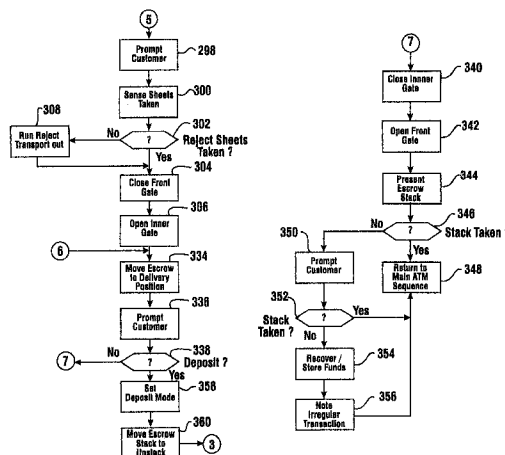 5
Prompt
Customer
298
Sense Sheets
Taken
300
302
?
No
Reject Sheets
Taken ?
Yes
308
Run Reject
Transport out
Close Front
Gate
304
Open Inner
Gate
306
6
Move Escrow
to Delivery
Position
334
Prompt
Customer
336
?
338
No
Deposit ?
7
Yes
Set
Deposit Mode
358
Move Escrow
Stack to
Unstack
360
3
7
Close Innner
Gate
340
Open Front
Gate
342
Present
Escrow
Stack
344
?
346
No
Stack Taken
Yes
350
Prompt
Customer
Return to
Main ATM
Sequence
348
352
?
Yes
Stack
Taken ?
No
Recover /
Store Funds
354
Note
Irregular
Transaction
356